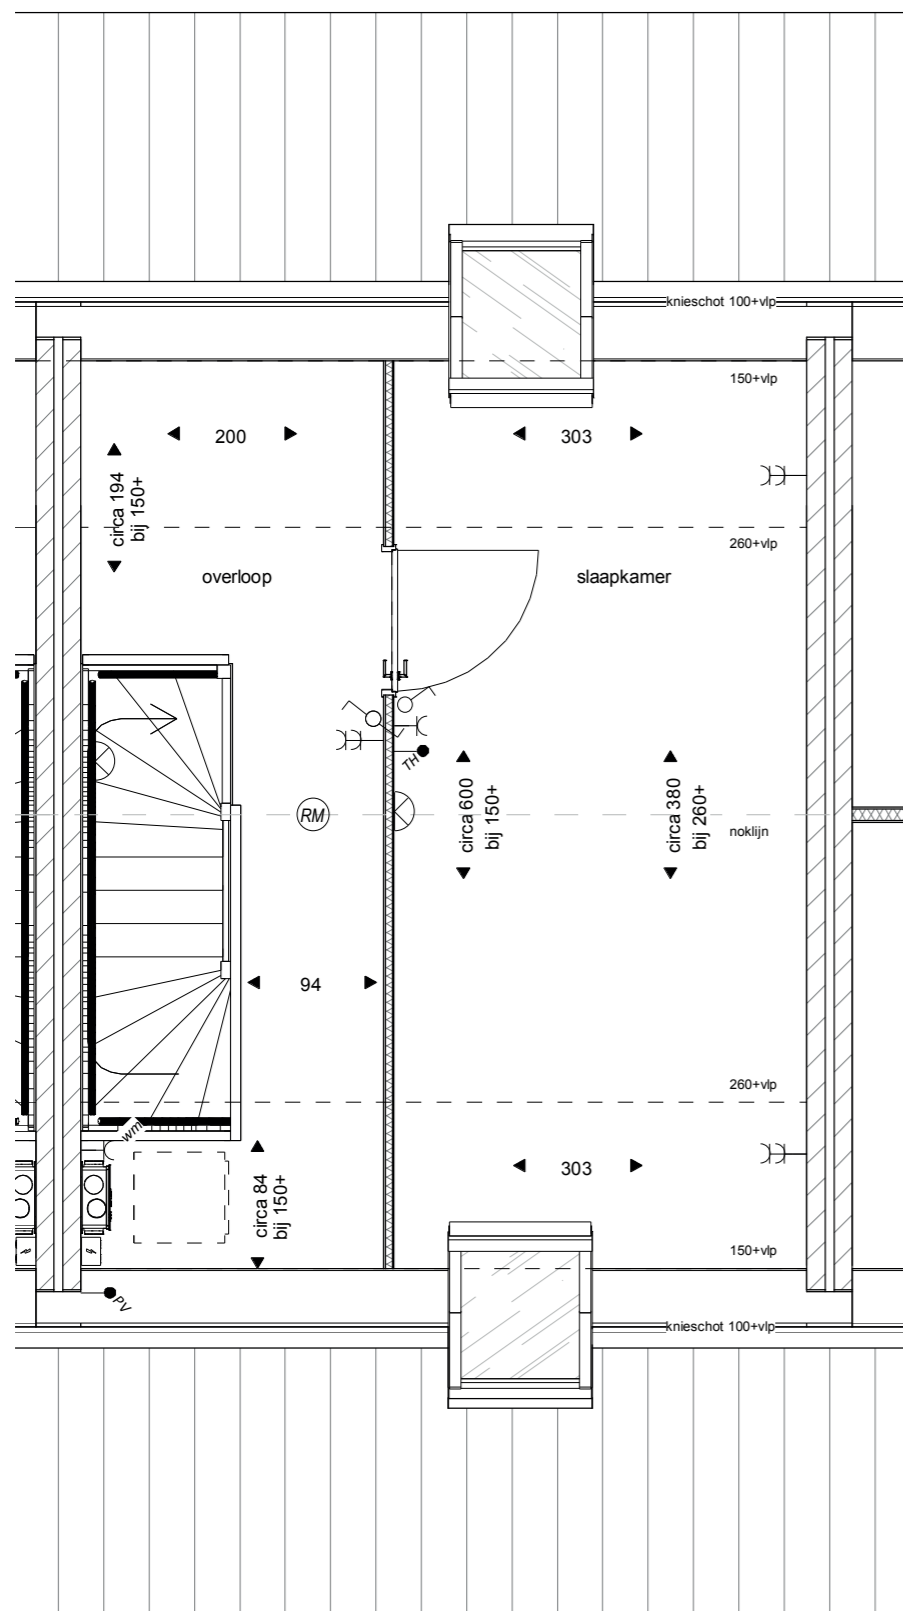 knieschot 100+vlp
150+vlp
200
303
circa 194
bij 150+
260+vlp
overloop
slaapkamer
TH
RM
circa 600
bij 150+
circa 380
bij 260+
noklijn
94
260+vlp
wm
circa 84
bij 150+
303
150+vlp
PV
knieschot 100+vlp